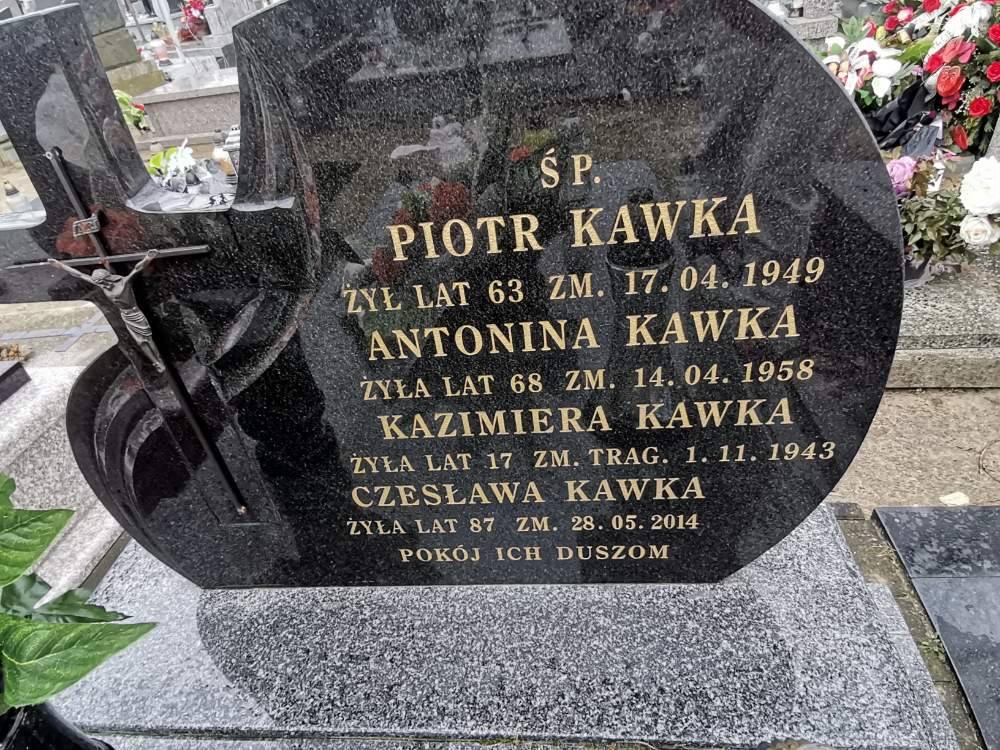 Ś P.
PIOTR KAWKA
ŻYŁ LAT 63 ZM. 17. 04. 1949
ANTONINA KAWKA
ŻYŁA LAT 68 ZM. 14. 04. 1958
KAZIMIERA KAWKA
ŻYŁA LAT 17 ZM. TRAG. 1. 11. 1943
CZESŁAWA KAWKA
ŻYŁA LAT 87 ZM. 28. 05. 2014
POKÓJ ICH DUSZOM